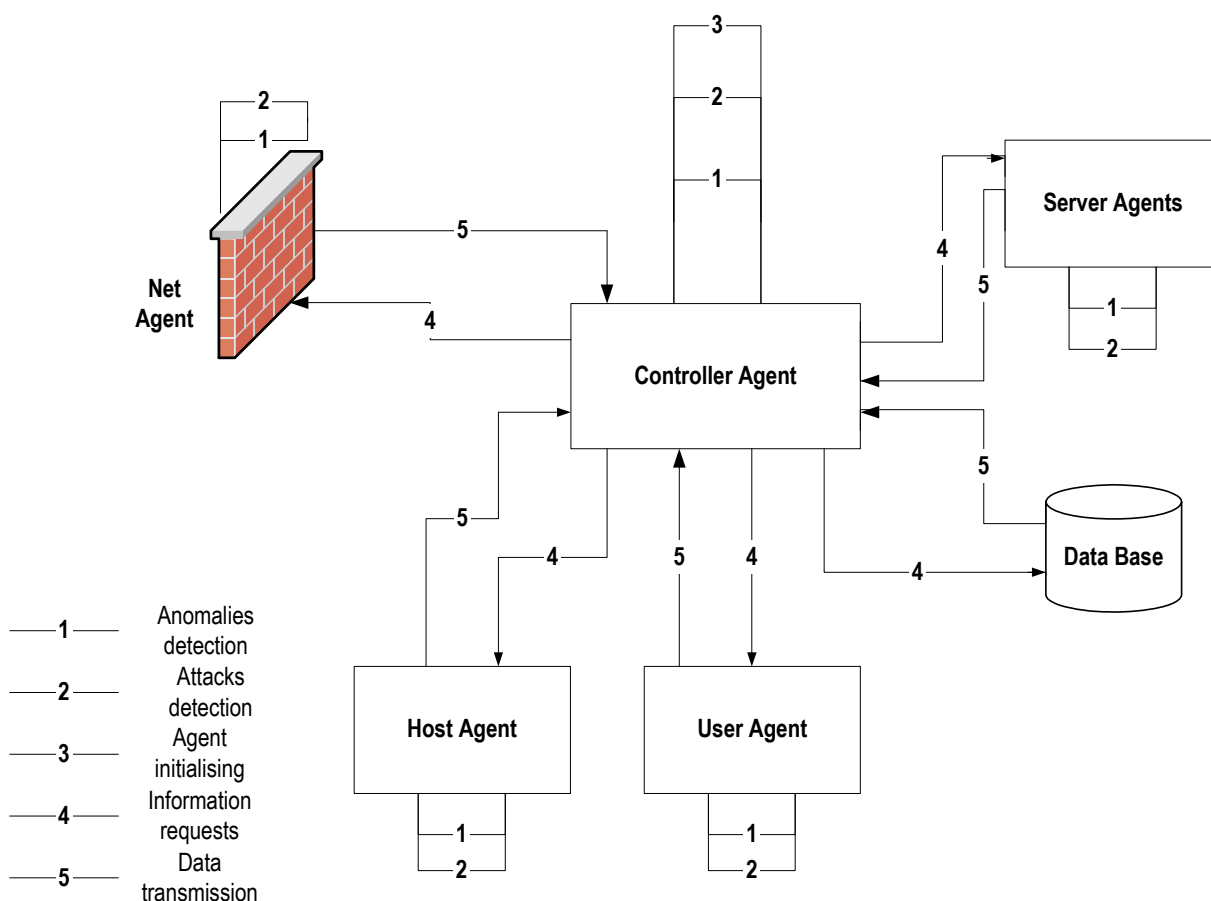 3
2
2
1
1
Server Agents
5
4
5
Net
Agent
4
1
2
Controller Agent
5
5
4
5
4
4
Data Base
1
Anomalies
detection
2
Attacks
detection
3
Agent
initialising
4
Information
requests
5
Data
transmission
Host Agent
User Agent
1
2
1
2